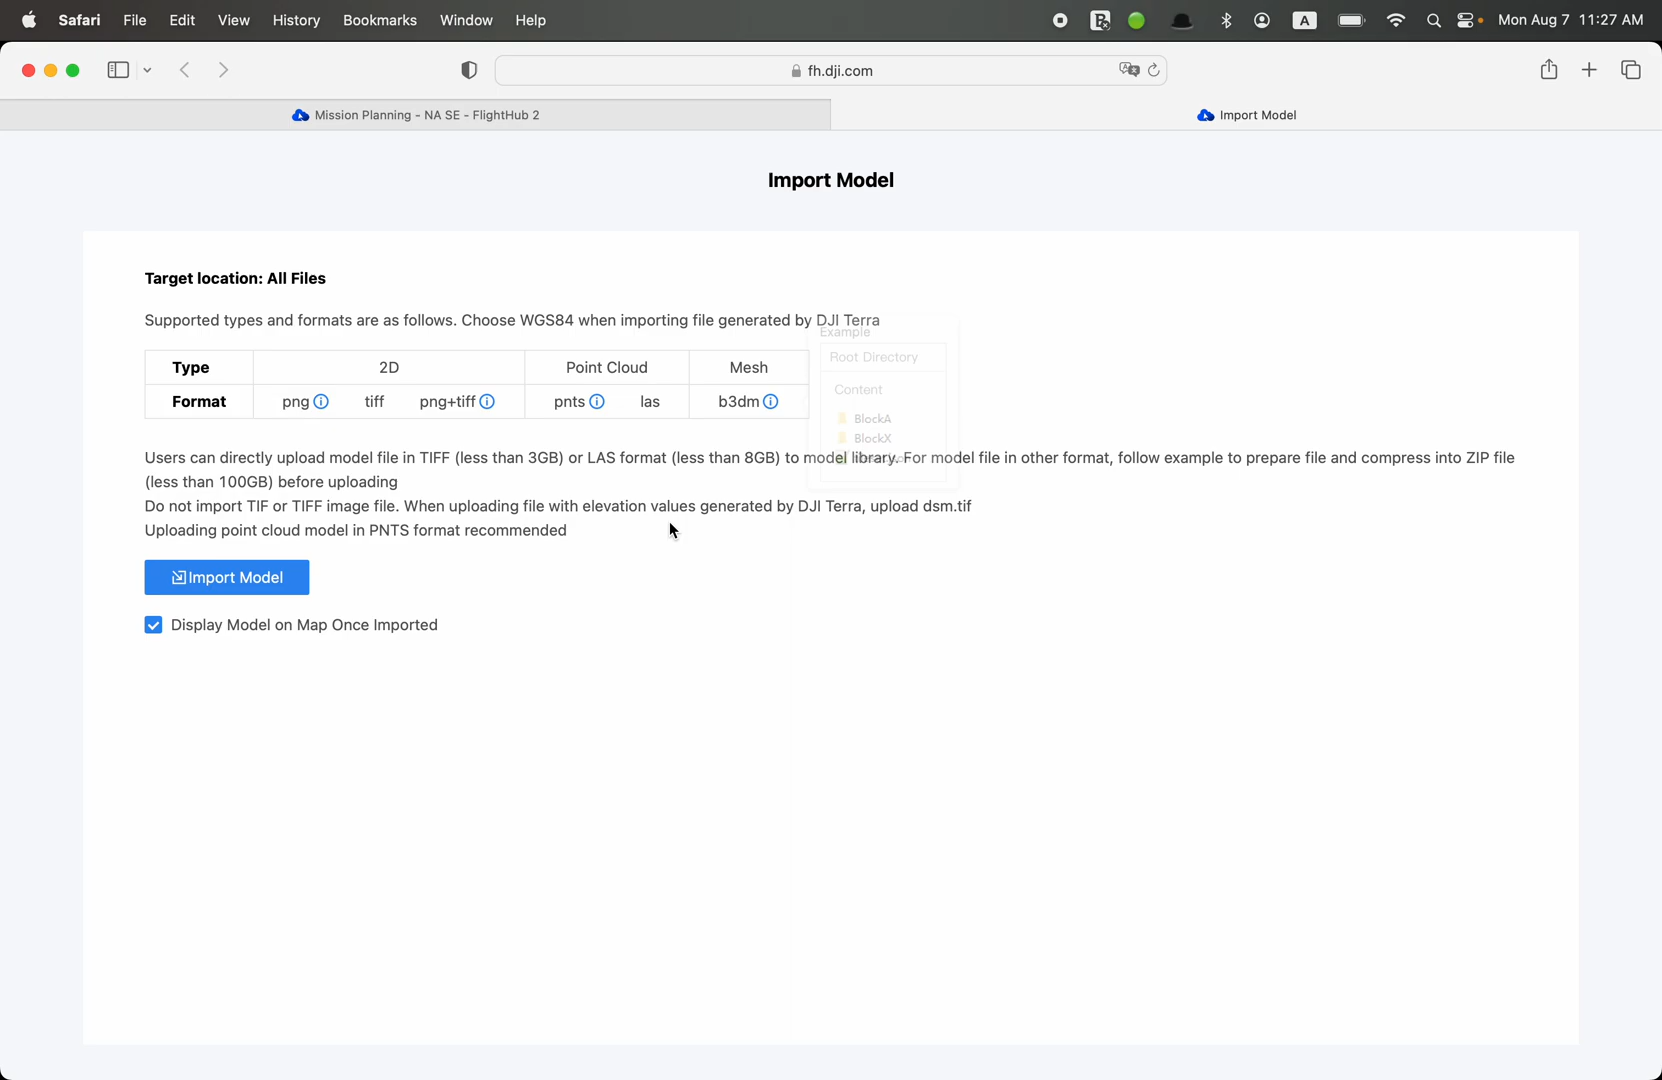 Safari File Edit View History Bookmarks Window Help A Mon Aug 7 11:27 AM
fh.dji.com
Mission Planning - NA SE - FlightHub 2
Import Model
Import Model
Target location: All Files
Supported types and formats are as follows. Choose WGS84 when importing file generated by DJI Terra
Example
Root Directory
Content
BlockA
BlockX
Type 2D Point Cloud Mesh
Format png tiff png+tiff pnts las b3dm
Users can directly upload model file in TIFF (less than 3GB) or LAS format (less than 8GB) to model library. For model file in other format, follow example to prepare file and compress into ZIP file
(less than 100GB) before uploading
Do not import TIF or TIFF image file. When uploading file with elevation values generated by DJI Terra, upload dsm.tif
Uploading point cloud model in PNTS format recommended
Import Model
Display Model on Map Once Imported